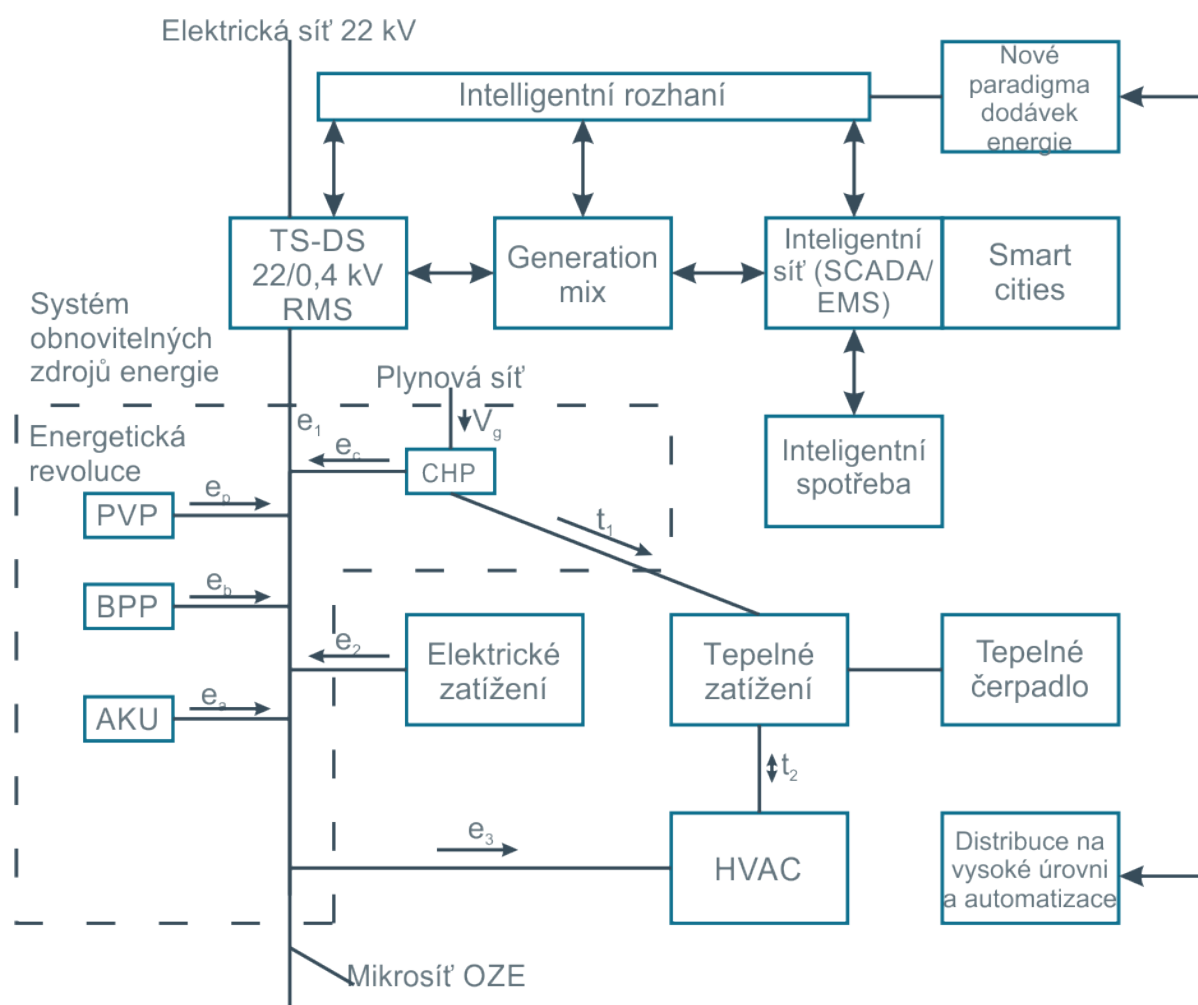 Elektrická síť 22 kV
Intelligentní rozhaní
Nové
paradigma
dodávek
energie
TS-DS
22/0,4 kV
RMS
Generation
mix
Inteligentní
síť (SCADA/
EMS)
Smart
cities
Systém
obnovitelných
zdrojů energie
Plynová síť
Vg
e1
ec
CHP
Energetická
revoluce
Inteligentní
spotřeba
ep
PVP
t1
eb
BPP
e2
Elektrické
zatížení
Tepelné
zatížení
Tepelné
čerpadlo
ea
AKU
t2
e3
HVAC
Distribuce na
vysoké úrovni
a automatizace
Mikrosíť OZE